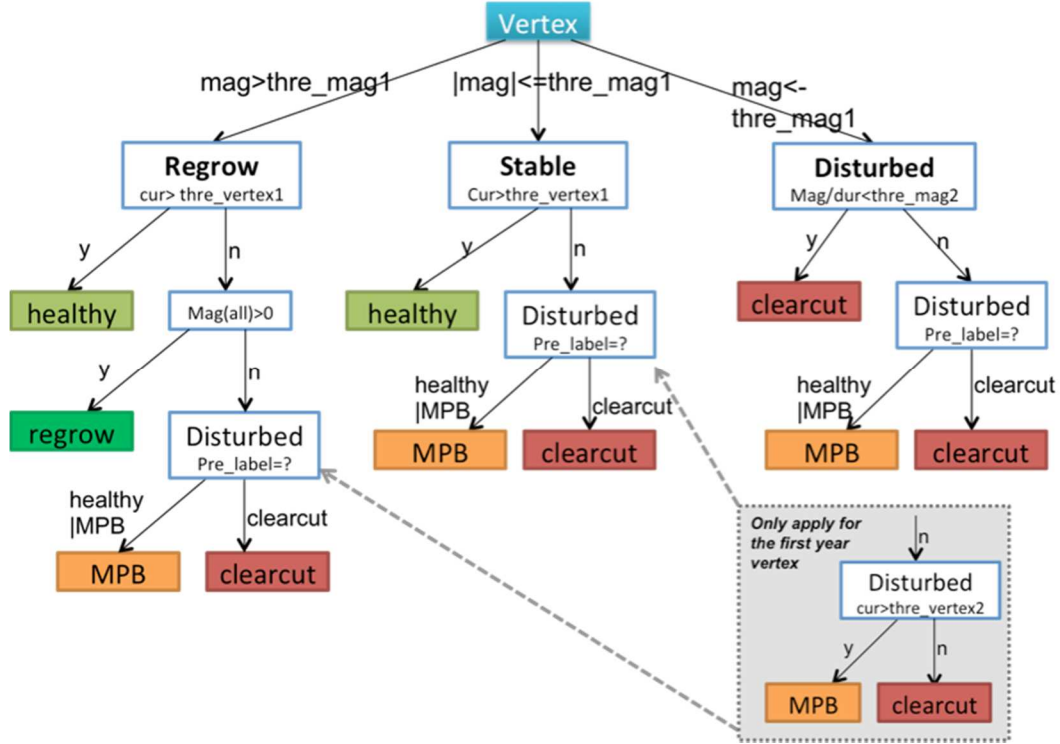 Vertex
mag>thre_mag1
|mag|<=thre_mag1
mag<-
thre_mag1
Regrow
cur> thre_vertex1
Stable
Cur>thre_vertex1
Disturbed
Mag/dur<thre_mag2
y
n
y
n
y
n
healthy
Mag(all)>0
healthy
Disturbed
Pre_label=?
clearcut
Disturbed
Pre_label=?
y
n
healthy
|MPB
clearcut
healthy
|MPB
clearcut
regrow
Disturbed
Pre_label=?
MPB
clearcut
MPB
clearcut
healthy
|MPB
clearcut
MPB
clearcut
Only apply for
the first year
vertex
n
Disturbed
cur>thre_vertex2
y
n
MPB
clearcut